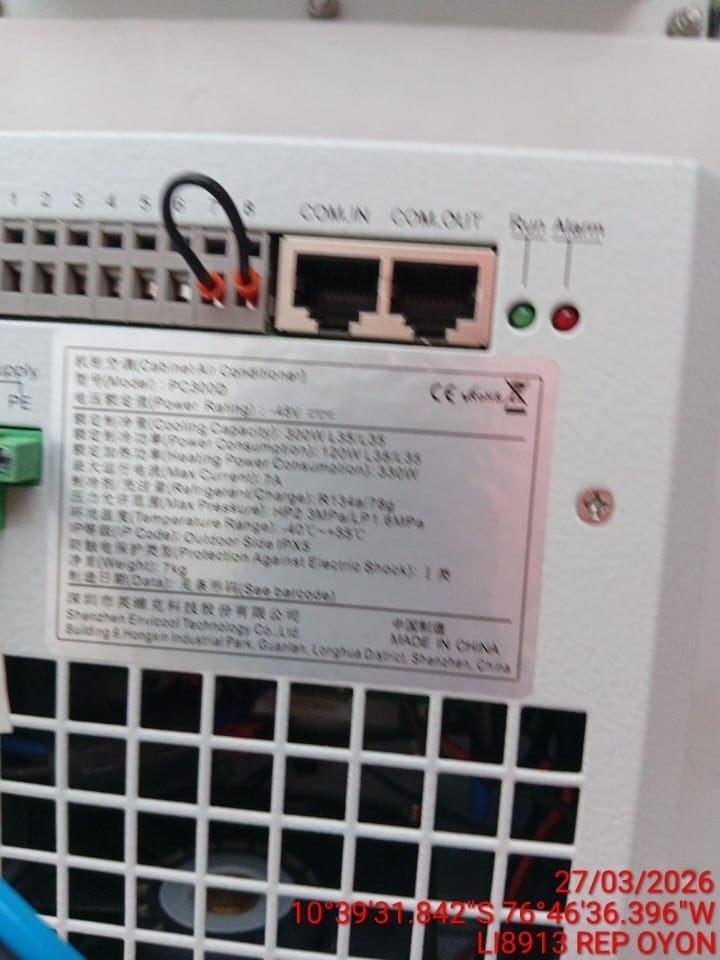 1 2 3 4 5 6 7 8 COM.IN COM.OUT Run Alarm
PE
机柜空调(Cabinet Air Conditioner)
型号(Model): PC300D
电压额定值(Power Rating): -48V
CE RoHS
额定制冷量(Cooling Capacity): 300W L35/L35
额定制冷功率(Power Consumption): 120W L35/L35
额定加热功率(Heating Power Consumption): 330W
最大运行电流(Max Current): 7A
制冷剂/充注量(Refrigerant/Charge): R134a/78g
压力允许范围(Max Pressure): HP2.3MPa/LP1.6MPa
环境温度(Temperature Range): -40℃~+55℃
IP等级(IP Code): Outdoor Side IPX5
防触电保护类型(Protection Against Electric Shock): I 类
净重(Weight): 7kg
制造日期(Data): 见条形码(See barcode)
深圳市英维克科技股份有限公司
中国制造
Shenzhen Envicool Technology Co., Ltd.
MADE IN CHINA
Building 9, Hongxin Industrial Park, Guanlan, Longhua District, Shenzhen, China
27/03/2026
10°39'31.842"S 76°46'36.396"W
LI8913 REP OYON